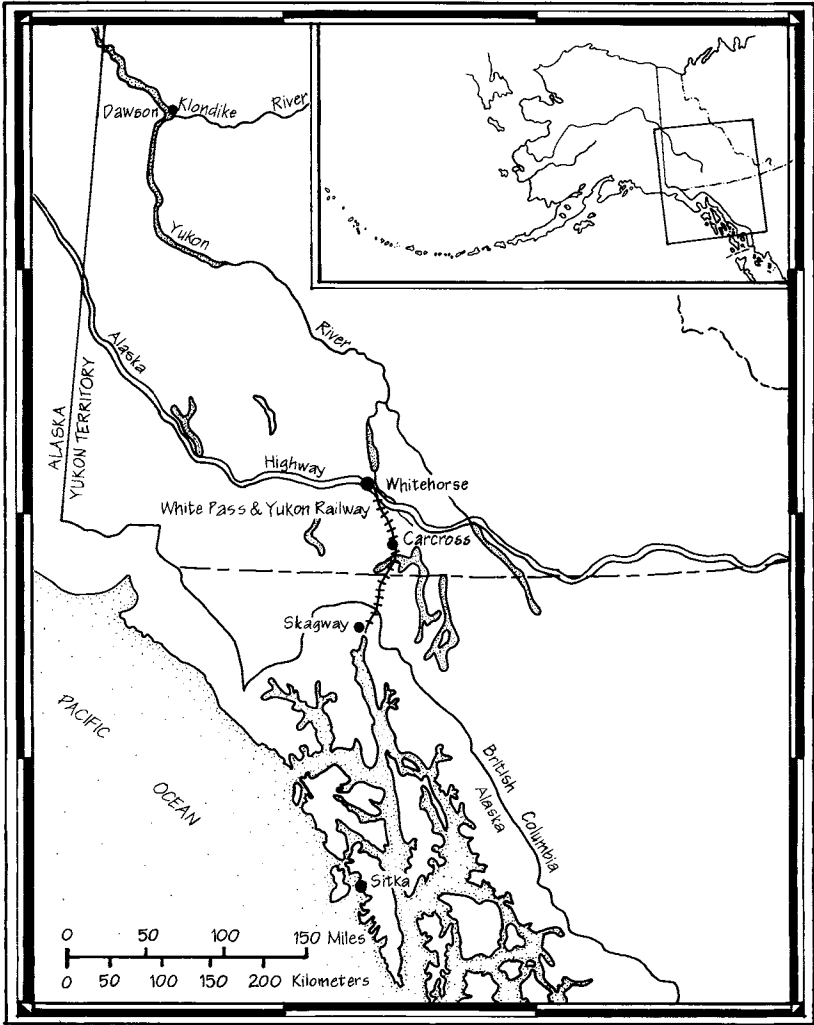 Dawson
Klondike River
Yukon
River
Alaska
ALASKA
YUKON TERRITORY
Highway
Whitehorse
White Pass & Yukon Railway
Carcross
Skagway
PACIFIC
OCEAN
British Columbia
Alaska
Sitka
0 50 100 150 Miles
0 50 100 150 200 Kilometers